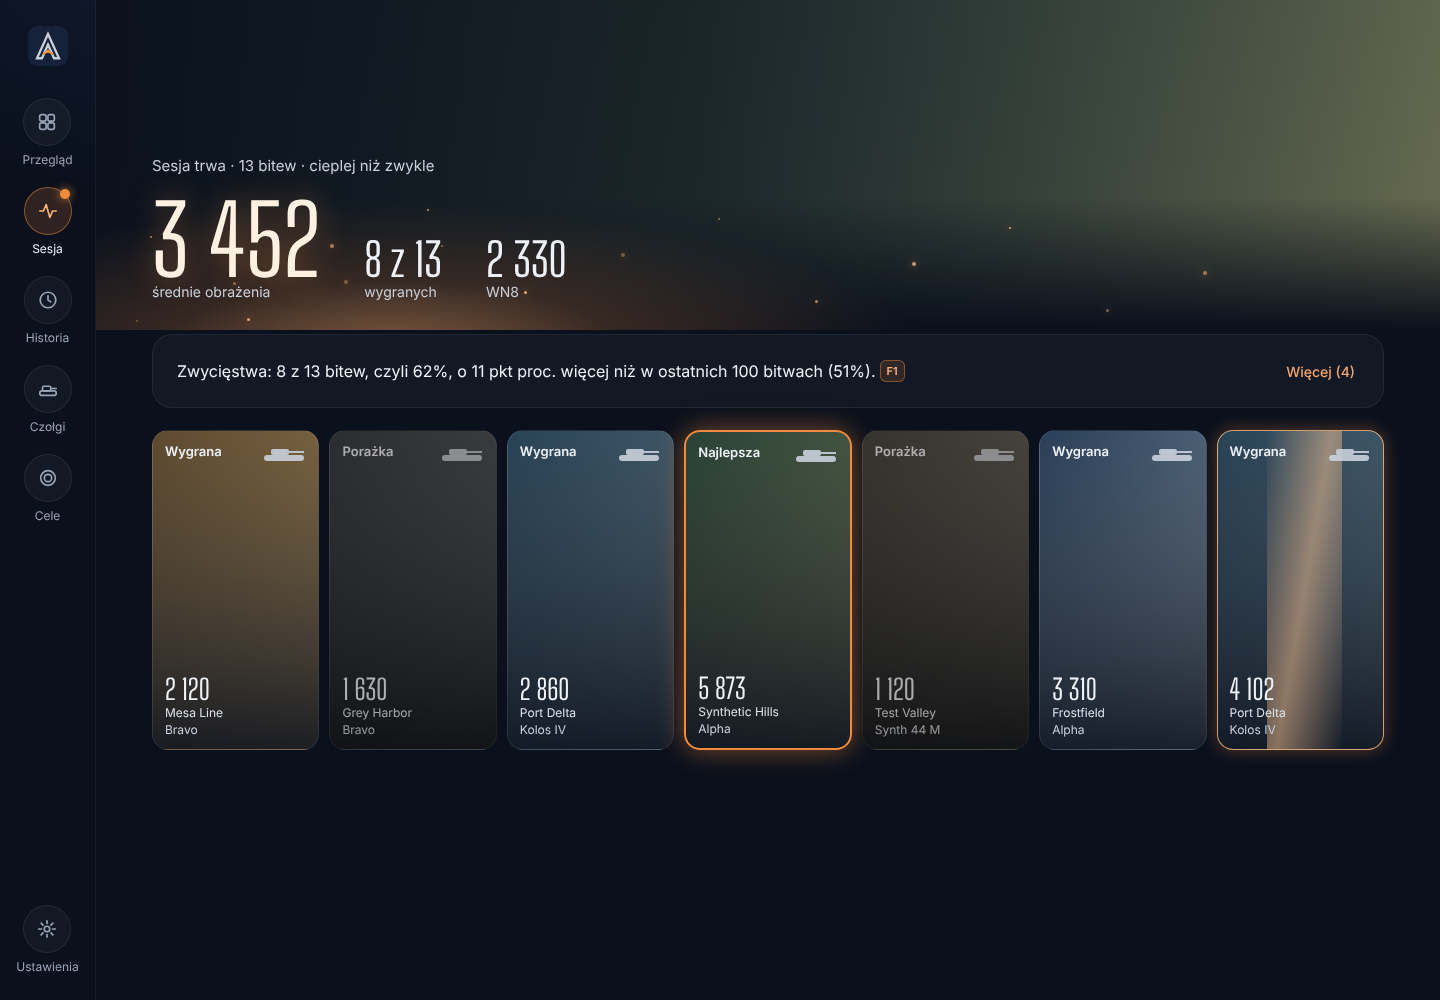 Przegląd
Sesja
Historia
Czołgi
Cele
Ustawienia
Sesja trwa · 13 bitew · cieplej niż zwykle
3 452
średnie obrażenia
8 z 13
wygranych
2 330
WN8
Zwycięstwa: 8 z 13 bitew, czyli 62%, o 11 pkt proc. więcej niż w ostatnich 100 bitwach (51%). F1
Więcej (4)
Wygrana
2 120
Mesa Line
Bravo
Porażka
1 630
Grey Harbor
Bravo
Wygrana
2 860
Port Delta
Kolos IV
Najlepsza
5 873
Synthetic Hills
Alpha
Porażka
1 120
Test Valley
Synth 44 M
Wygrana
3 310
Frostfield
Alpha
Wygrana
4 102
Port Delta
Kolos IV